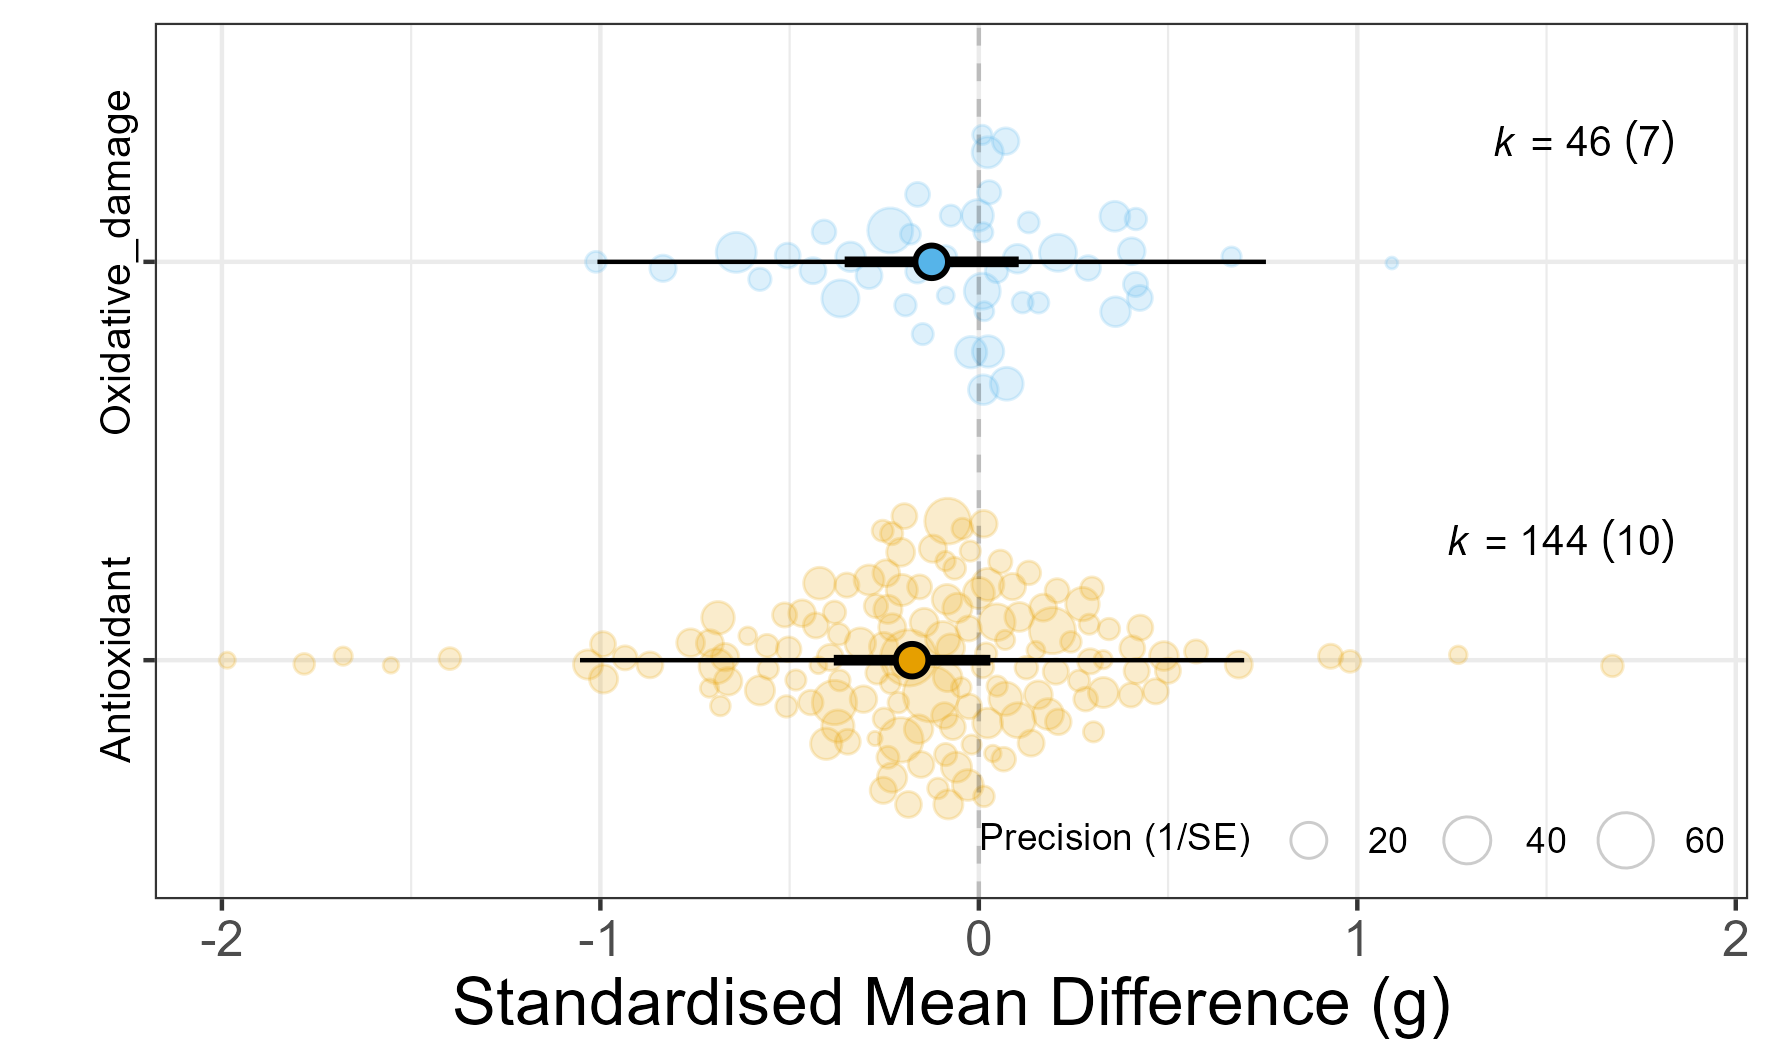 Oxidative_damage
k = 46 (7)
Antioxidant
k = 144 (10)
Precision (1/SE) 20 40 60
-2 -1 0 1 2
Standardised Mean Difference (g)